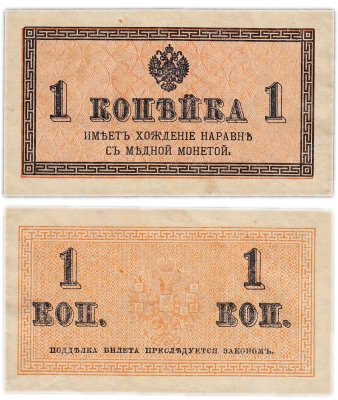 1 КОПѢЙКА 1
ИМѢЕТЪ ХОЖДЕНІЕ НАРАВНѢ
СЪ МѢДНОЙ МОНЕТОЙ.
1 1
КОП. КОП.
ПОДДѢЛКА БИЛЕТА ПРЕСЛѢДУЕТСЯ ЗАКОНОМЪ.